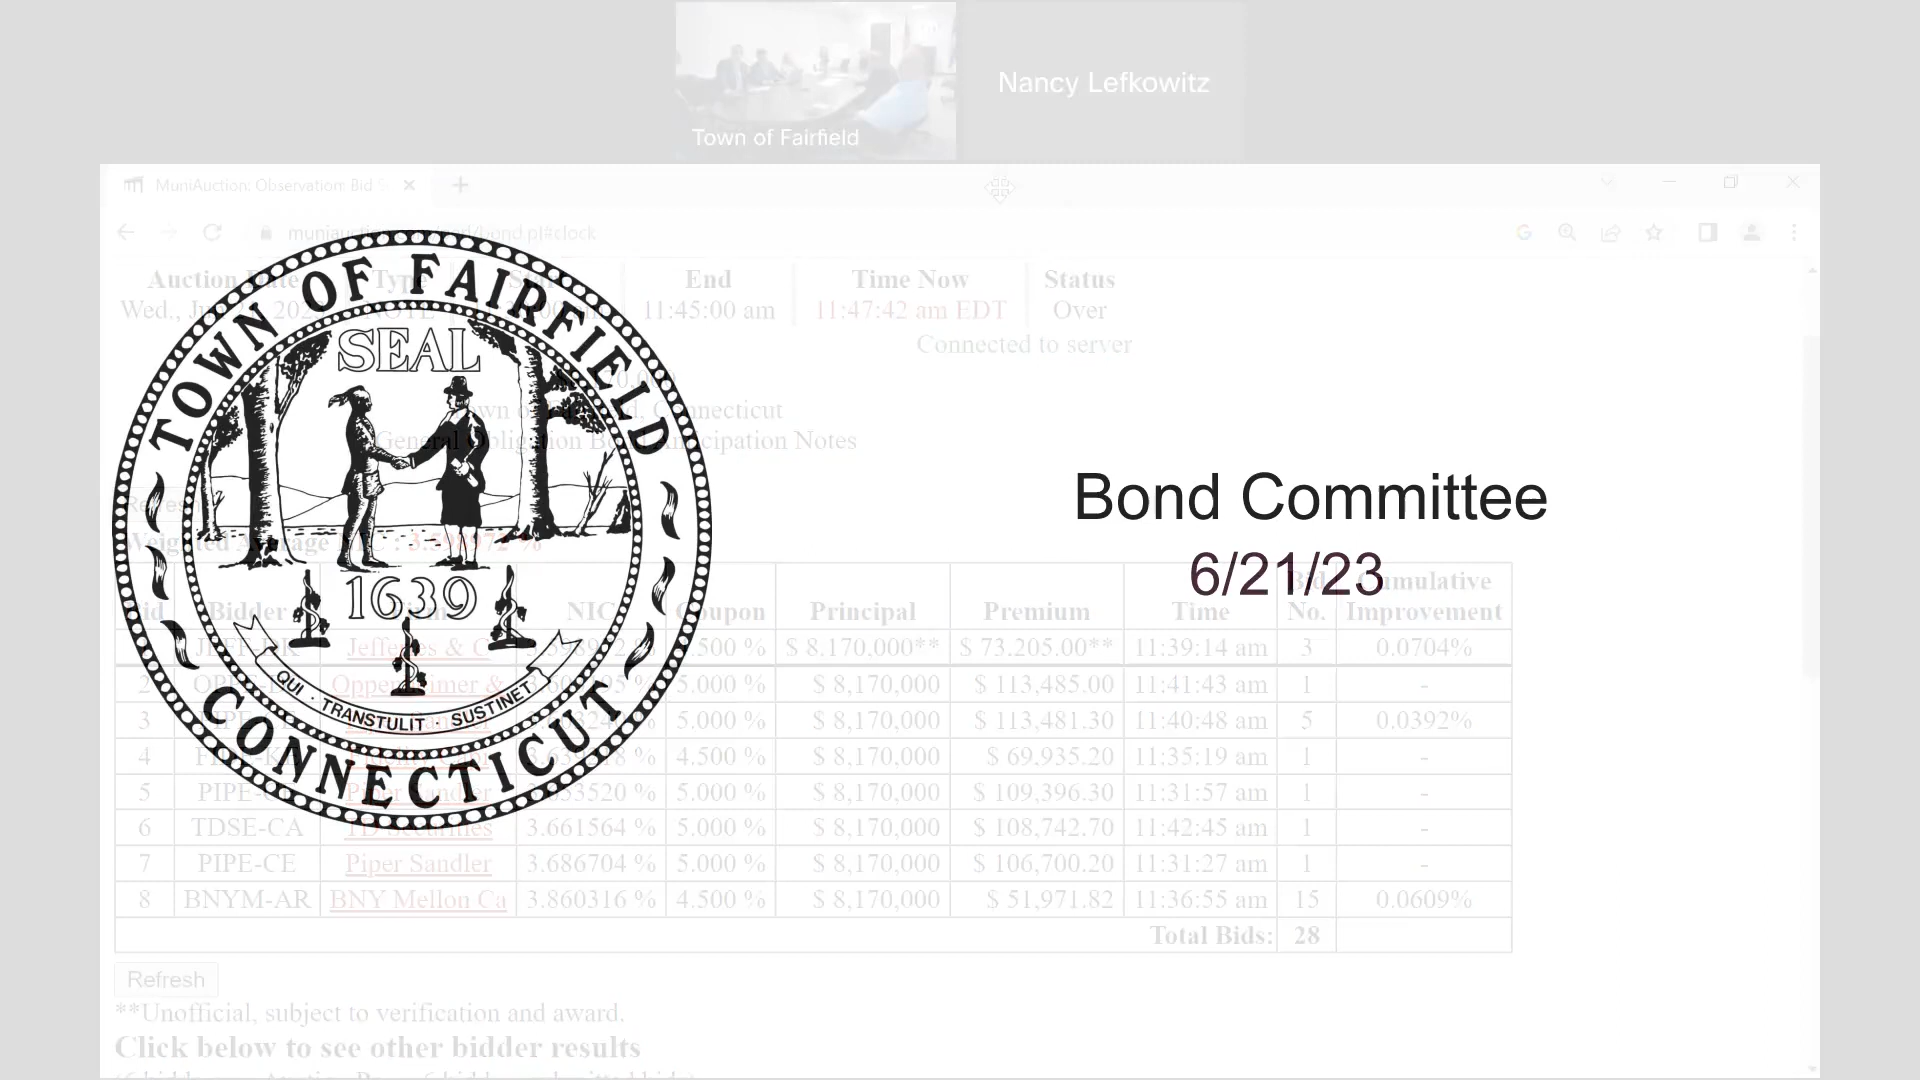 Nancy Lefkowitz
Town of Fairfield
MuniAuction: Observation: Bid
TOWN OF FAIRFIELD
CONNECTICUT
SEAL
1639
QUI · TRANSTULIT · SUSTINET
End Time Now Status
Wed., 11:45:00 am 11:47:42 am EDT Over
Connected to server
Connecticut
General Obligation Anticipation Notes
Bond Committee
6/21/23
Cumulative
Bidder NIC Coupon Principal Premium Time No. Improvement
$ 8,170,000** $ 73,205.00** 11:39:14 am 3 0.0704%
2 5.000 % $ 8,170,000 $ 113,485.00 11:41:43 am 1 -
3 5.000 % $ 8,170,000 $ 113,481.30 11:40:48 am 5 0.0392%
4 4.500 % $ 8,170,000 $ 69,935.20 11:35:19 am 1 -
5 5.000 % $ 8,170,000 $ 109,396.30 11:31:57 am 1 -
6 TDSE-CA TD Securities 3.661564 % 5.000 % $ 8,170,000 $ 108,742.70 11:42:45 am 1 -
7 PIPE-CE Piper Sandler 3.686704 % 5.000 % $ 8,170,000 $ 106,700.20 11:31:27 am 1 -
8 BNYM-AR BNY Mellon Ca 3.860316 % 4.500 % $ 8,170,000 $ 51,971.82 11:36:55 am 15 0.0609%
Total Bids: 28
Refresh
**Unofficial, subject to verification and award.
Click below to see other bidder results